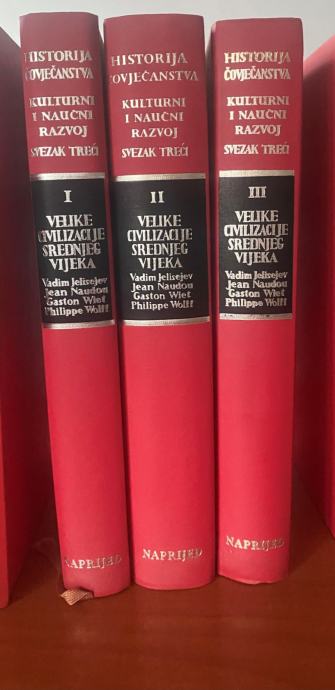 HISTORIJA
ČOVJEČANSTVA
KULTURNI
I NAUČNI
RAZVOJ
SVEZAK TREĆI
I
VELIKE
CIVILIZACIJE
SREDNJEG
VIJEKA
Vadim Jelisejev
Jean Naudou
Gaston Wiet
Philippe Wolff
NAPRIJED
HISTORIJA
ČOVJEČANSTVA
KULTURNI
I NAUČNI
RAZVOJ
SVEZAK TREĆI
II
VELIKE
CIVILIZACIJE
SREDNJEG
VIJEKA
Vadim Jelisejev
Jean Naudou
Gaston Wiet
Philippe Wolff
NAPRIJED
HISTORIJA
ČOVJEČANSTVA
KULTURNI
I NAUČNI
RAZVOJ
SVEZAK TREĆI
III
VELIKE
CIVILIZACIJE
SREDNJEG
VIJEKA
Vadim Jelisejev
Jean Naudou
Gaston Wiet
Philippe Wolff
NAPRIJED